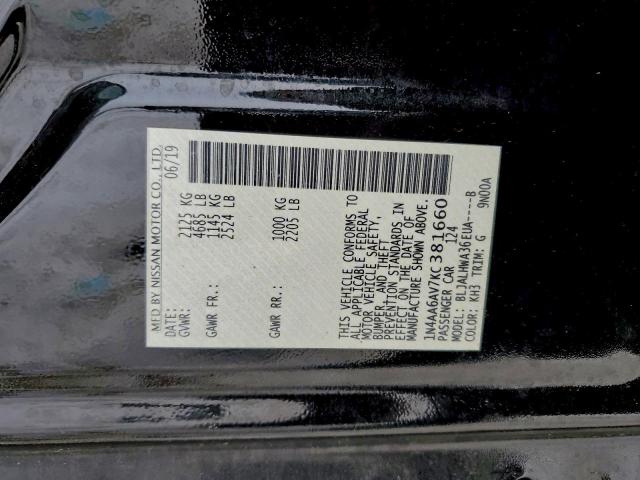 MFD BY NISSAN MOTOR CO., LTD.
DATE: 06/19
GVWR: 2125 KG
4685 LB
GAWR FR.: 1145 KG
2524 LB
GAWR RR.: 1000 KG
2205 LB
THIS VEHICLE CONFORMS TO
ALL APPLICABLE FEDERAL
MOTOR VEHICLE SAFETY,
BUMPER, AND THEFT
PREVENTION STANDARDS IN
EFFECT ON THE DATE OF
MANUFACTURE SHOWN ABOVE.
1N4AA6AV7KC381660
PASSENGER CAR 124
MODEL: BLJALHWA36EUA----B
COLOR: KH3 TRIM: G 9N00A